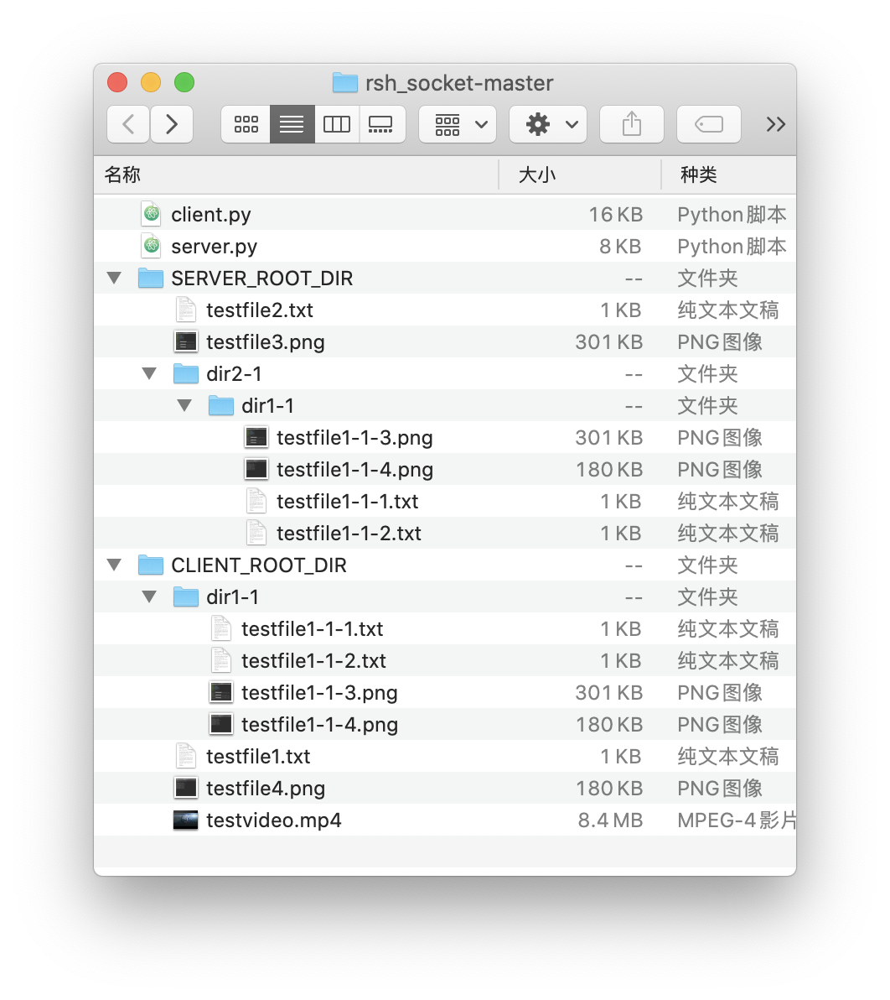 rsh_socket-master
名称 大小 种类
client.py 16 KB Python脚本
server.py 8 KB Python脚本
SERVER_ROOT_DIR -- 文件夹
testfile2.txt 1 KB 纯文本文稿
testfile3.png 301 KB PNG图像
dir2-1 -- 文件夹
dir1-1 -- 文件夹
testfile1-1-3.png 301 KB PNG图像
testfile1-1-4.png 180 KB PNG图像
testfile1-1-1.txt 1 KB 纯文本文稿
testfile1-1-2.txt 1 KB 纯文本文稿
CLIENT_ROOT_DIR -- 文件夹
dir1-1 -- 文件夹
testfile1-1-1.txt 1 KB 纯文本文稿
testfile1-1-2.txt 1 KB 纯文本文稿
testfile1-1-3.png 301 KB PNG图像
testfile1-1-4.png 180 KB PNG图像
testfile1.txt 1 KB 纯文本文稿
testfile4.png 180 KB PNG图像
testvideo.mp4 8.4 MB MPEG-4影片